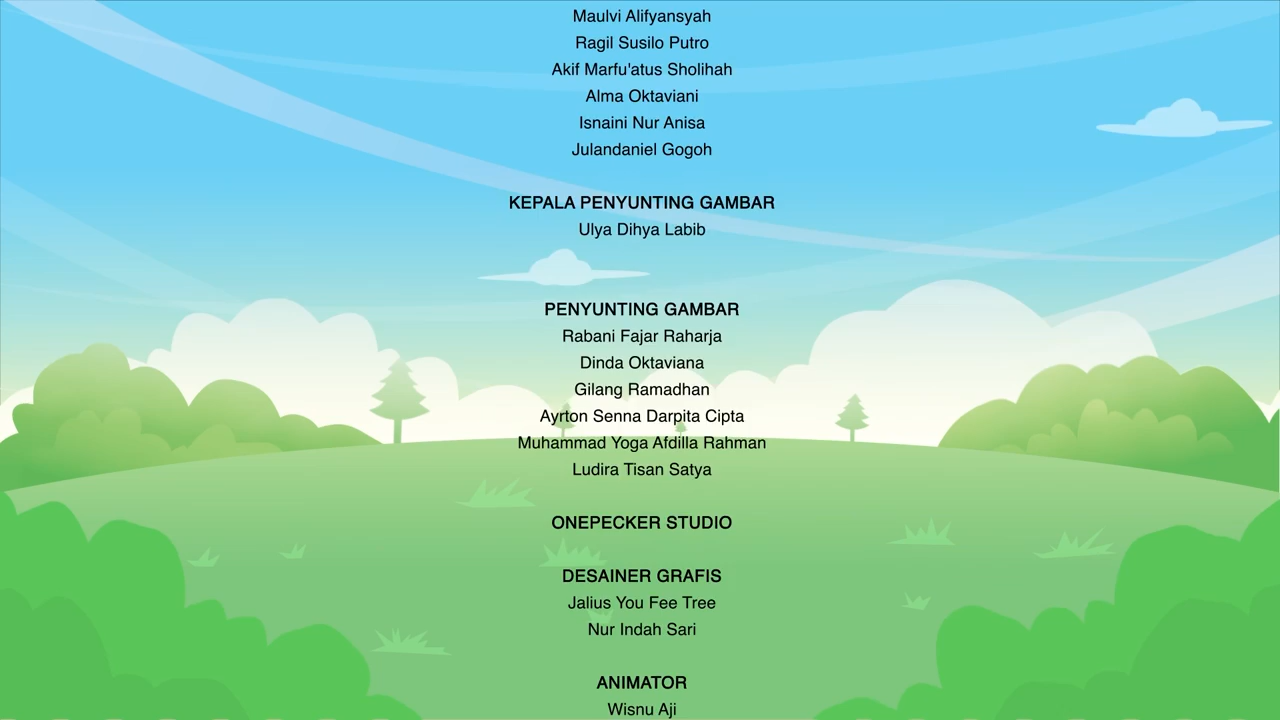 Maulvi Alifyansyah
Ragil Susilo Putro
Akif Marfu'atus Sholihah
Alma Oktaviani
Isnaini Nur Anisa
Julandaniel Gogoh
KEPALA PENYUNTING GAMBAR
Ulya Dihya Labib
PENYUNTING GAMBAR
Rabani Fajar Raharja
Dinda Oktaviana
Gilang Ramadhan
Ayrton Senna Darpita Cipta
Muhammad Yoga Afdilla Rahman
Ludira Tisan Satya
ONEPECKER STUDIO
DESAINER GRAFIS
Jalius You Fee Tree
Nur Indah Sari
ANIMATOR
Wisnu Aji